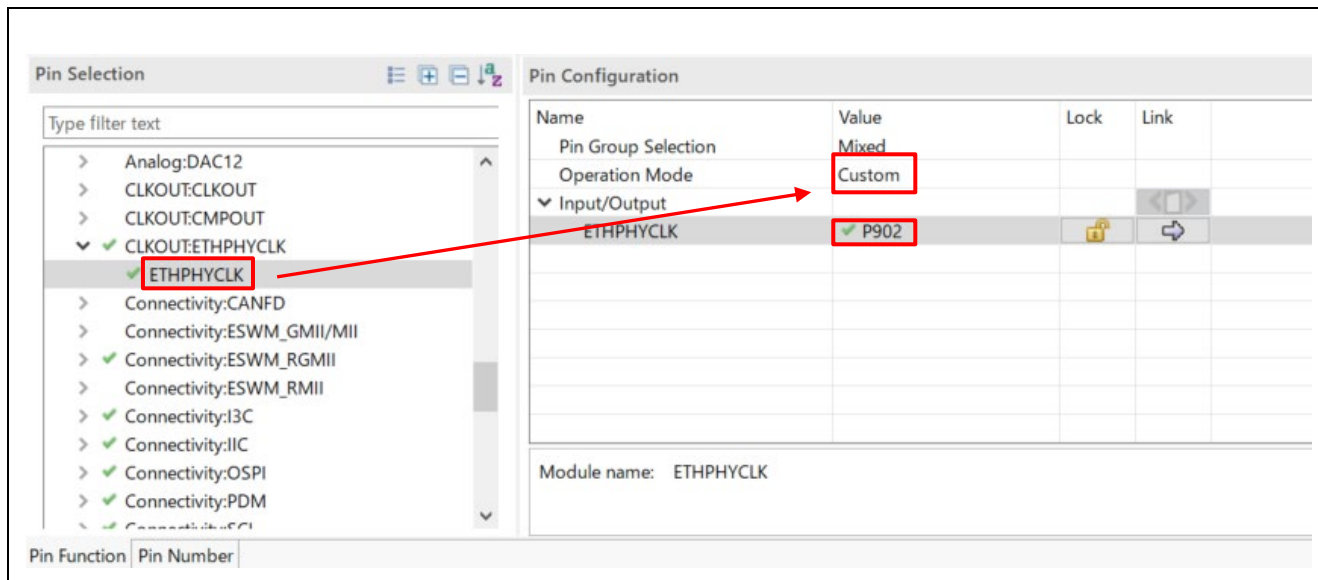 Pin Selection
Type filter text
Analog:DAC12
CLKOUT:CLKOUT
CLKOUT:CMPOUT
CLKOUT:ETHPHYCLK
ETHPHYCLK
Connectivity:CANFD
Connectivity:ESWM_GMII/MII
Connectivity:ESWM_RGMII
Connectivity:ESWM_RMII
Connectivity:I3C
Connectivity:IIC
Connectivity:OSPI
Connectivity:PDM
Pin Function Pin Number
Pin Configuration
Name Value Lock Link
Pin Group Selection Mixed
Operation Mode Custom
Input/Output
ETHPHYCLK P902
Module name: ETHPHYCLK